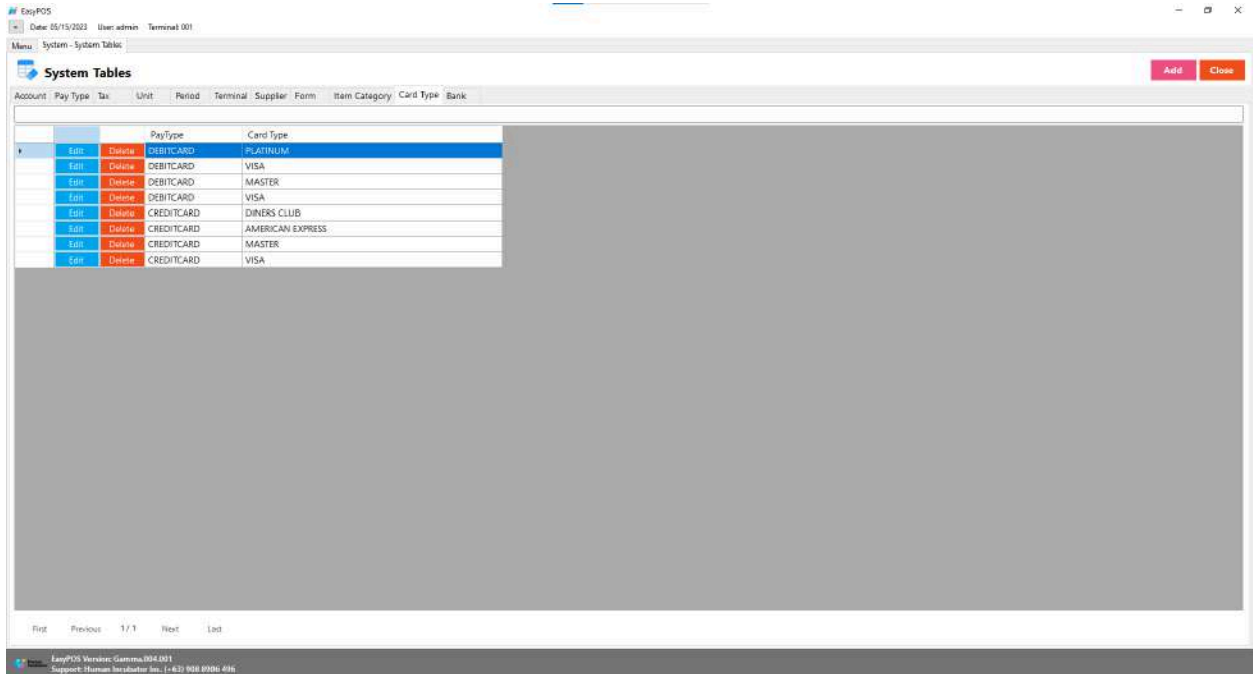 EasyPOS
Date: 05/15/2023 User: admin Terminal: 001
Menu System - System Tables
System Tables
Add Close
Account Pay Type Tax Unit Period Terminal Supplier Form Item Category Card Type Bank
PayType Card Type
Edit Delete DEBITCARD PLATINUM
Edit Delete DEBITCARD VISA
Edit Delete DEBITCARD MASTER
Edit Delete DEBITCARD VISA
Edit Delete CREDITCARD DINERS CLUB
Edit Delete CREDITCARD AMERICAN EXPRESS
Edit Delete CREDITCARD MASTER
Edit Delete CREDITCARD VISA
First Previous 1 / 1 Next Last
EasyPOS Version: Gamma.004.001
Support: Human Incubator Inc. (+63) 908 8906 496